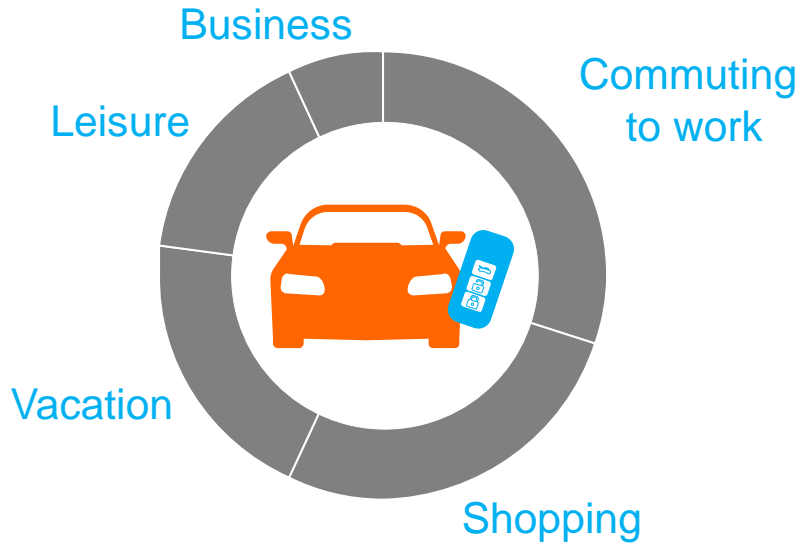 Business
Commuting
to work
Leisure
Vacation
Shopping